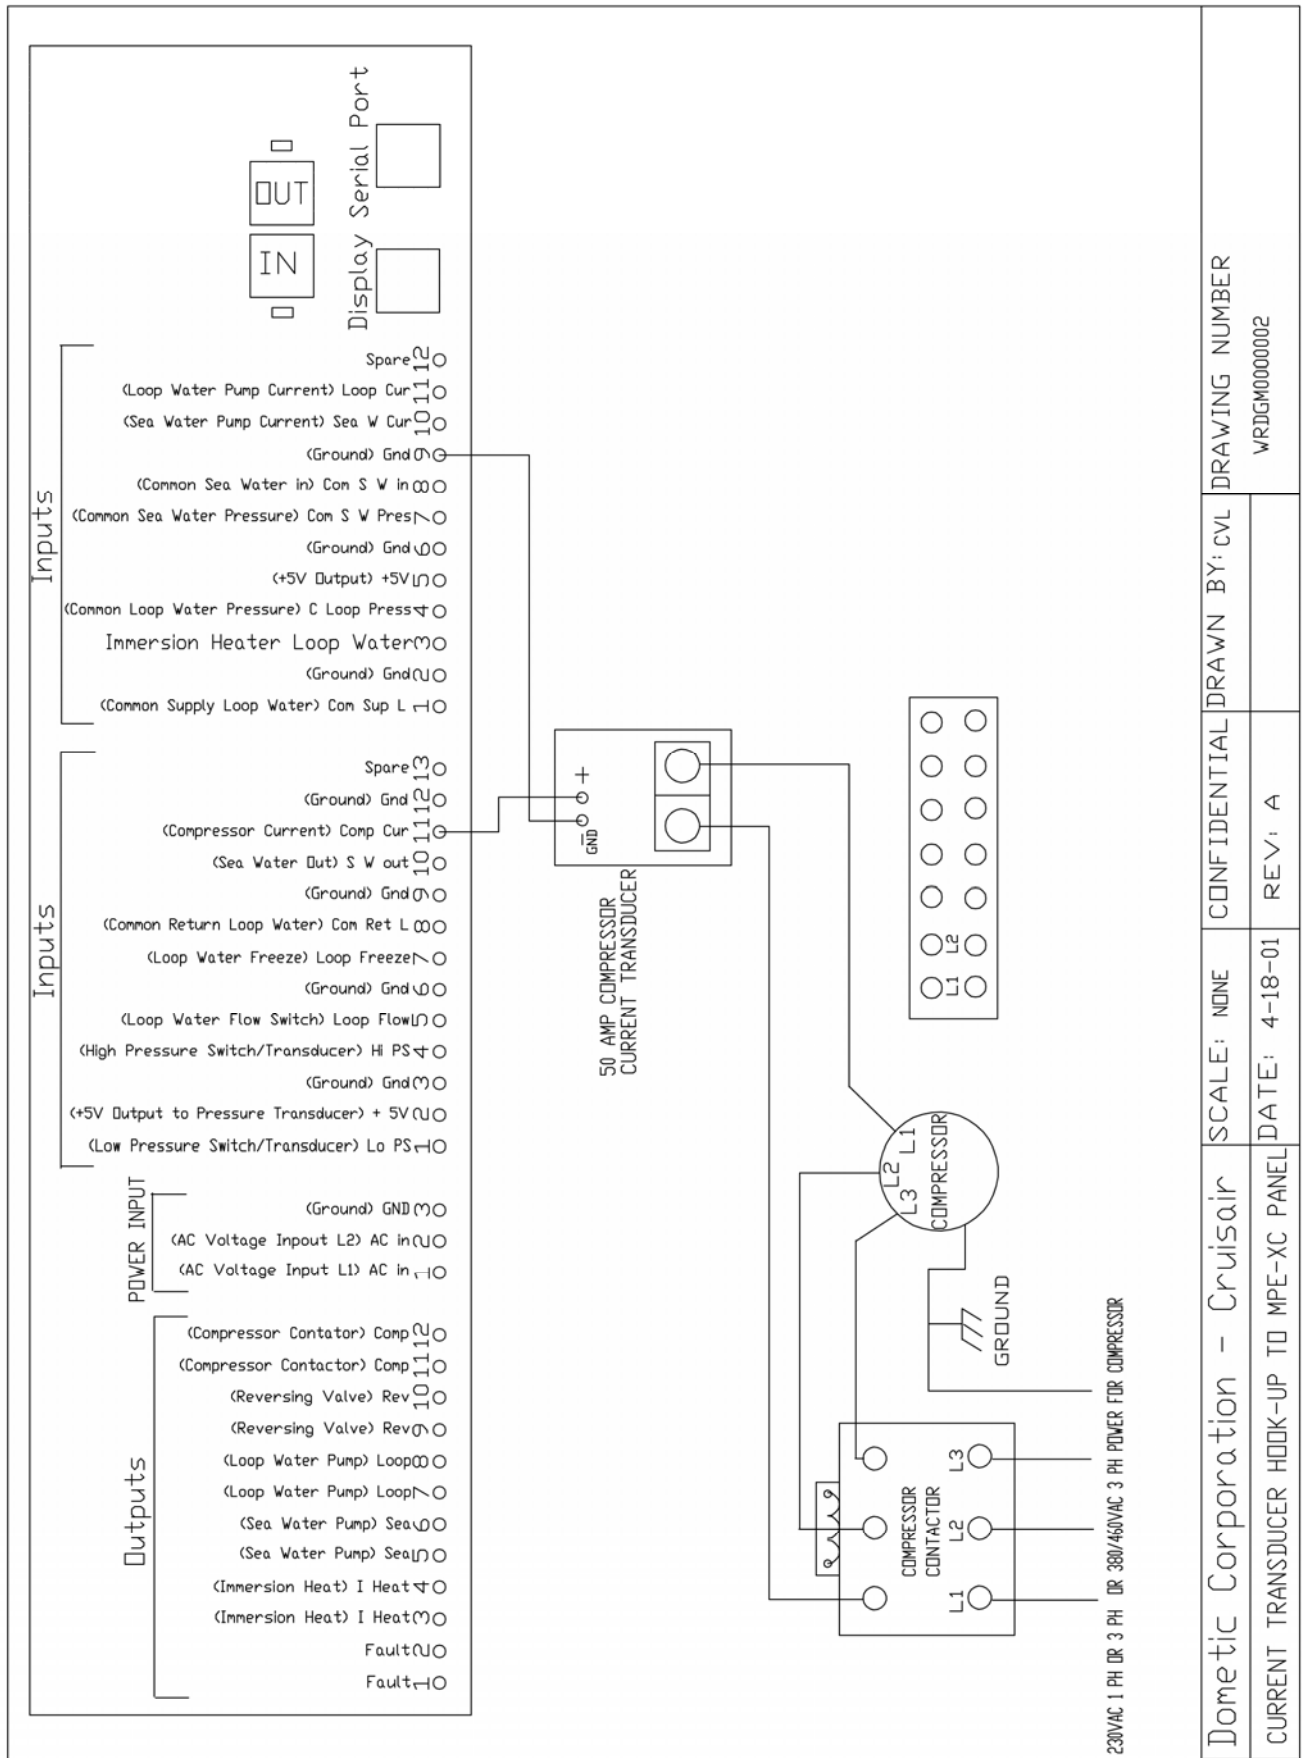 Outputs
Fault 1
Fault 2
(Immersion Heat) I Heat 3
(Immersion Heat) I Heat 4
(Sea Water Pump) Sea 5
(Sea Water Pump) Sea 6
(Loop Water Pump) Loop 7
(Loop Water Pump) Loop 8
(Reversing Valve) Rev 9
(Reversing Valve) Rev 10
(Compressor Contactor) Comp 11
(Compressor Contator) Comp 12
POWER INPUT
(AC Voltage Input L1) AC in 1
(AC Voltage Inpout L2) AC in 2
(Ground) GND 3
Inputs
(Low Pressure Switch/Transducer) Lo PS 1
(+5V Output to Pressure Transducer) + 5V 2
(Ground) Gnd 3
(High Pressure Switch/Transducer) Hi PS 4
(Loop Water Flow Switch) Loop Flow 5
(Ground) Gnd 6
(Loop Water Freeze) Loop Freeze 7
(Common Return Loop Water) Com Ret L 8
(Ground) Gnd 9
(Sea Water Out) S W out 10
(Compressor Current) Comp Cur 11
(Ground) Gnd 12
Spare 13
Inputs
(Common Supply Loop Water) Com Sup L 1
(Ground) Gnd 2
Immersion Heater Loop Water 3
(Common Loop Water Pressure) C Loop Press 4
(+5V Output) +5V 5
(Ground) Gnd 6
(Common Sea Water Pressure) Com S W Pres 7
(Common Sea Water in) Com S W in 8
(Ground) Gnd 9
(Sea Water Pump Current) Sea W Cur 10
(Loop Water Pump Current) Loop Cur 11
Spare 12
IN
OUT
Display Serial Port
- +
GND
50 AMP COMPRESSOR
CURRENT TRANSDUCER
COMPRESSOR
CONTACTOR
L1 L2 L3
L3 L2 L1
COMPRESSOR
GROUND
L1 L2
230VAC 1 PH OR 3 PH OR 380/460VAC 3 PH POWER FOR COMPRESSOR
Dometic Corporation - Cruisair
SCALE: NONE
CONFIDENTIAL
DRAWN BY: CVL
DRAWING NUMBER
CURRENT TRANSDUCER HOOK-UP TO MPE-XC PANEL
DATE: 4-18-01
REV: A
WRDGM0000002